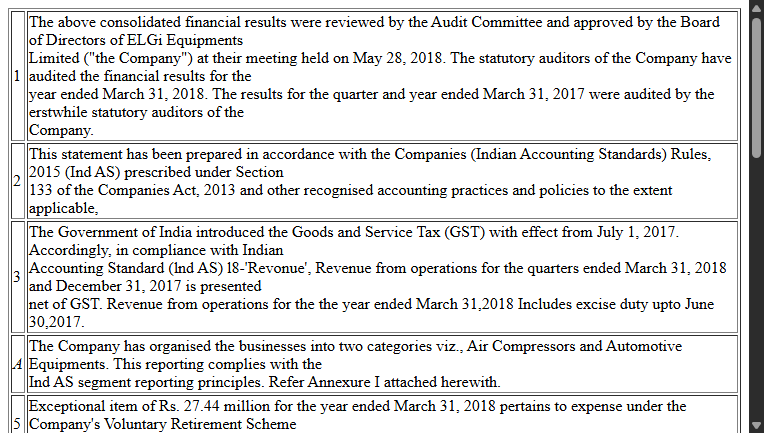 The above consolidated financial results were reviewed by the Audit Committee and approved by the Board
of Directors of ELGi Equipments
Limited ("the Company") at their meeting held on May 28, 2018. The statutory auditors of the Company have
1 audited the financial results for the
year ended March 31, 2018. The results for the quarter and year ended March 31, 2017 were audited by the
erstwhile statutory auditors of the
Company.
This statement has been prepared in accordance with the Companies (Indian Accounting Standards) Rules,
2 2015 (Ind AS) prescribed under Section
133 of the Companies Act, 2013 and other recognised accounting practices and policies to the extent
applicable,
The Government of India introduced the Goods and Service Tax (GST) with effect from July 1, 2017.
Accordingly, in compliance with Indian
3 Accounting Standard (lnd AS) l8-'Revonue', Revenue from operations for the quarters ended March 31, 2018
and December 31, 2017 is presented
net of GST. Revenue from operations for the the year ended March 31,2018 Includes excise duty upto June
30,2017.
The Company has organised the businesses into two categories viz., Air Compressors and Automotive
A Equipments. This reporting complies with the
Ind AS segment reporting principles. Refer Annexure I attached herewith.
Exceptional item of Rs. 27.44 million for the year ended March 31, 2018 pertains to expense under the
5 Company's Voluntary Retirement Scheme